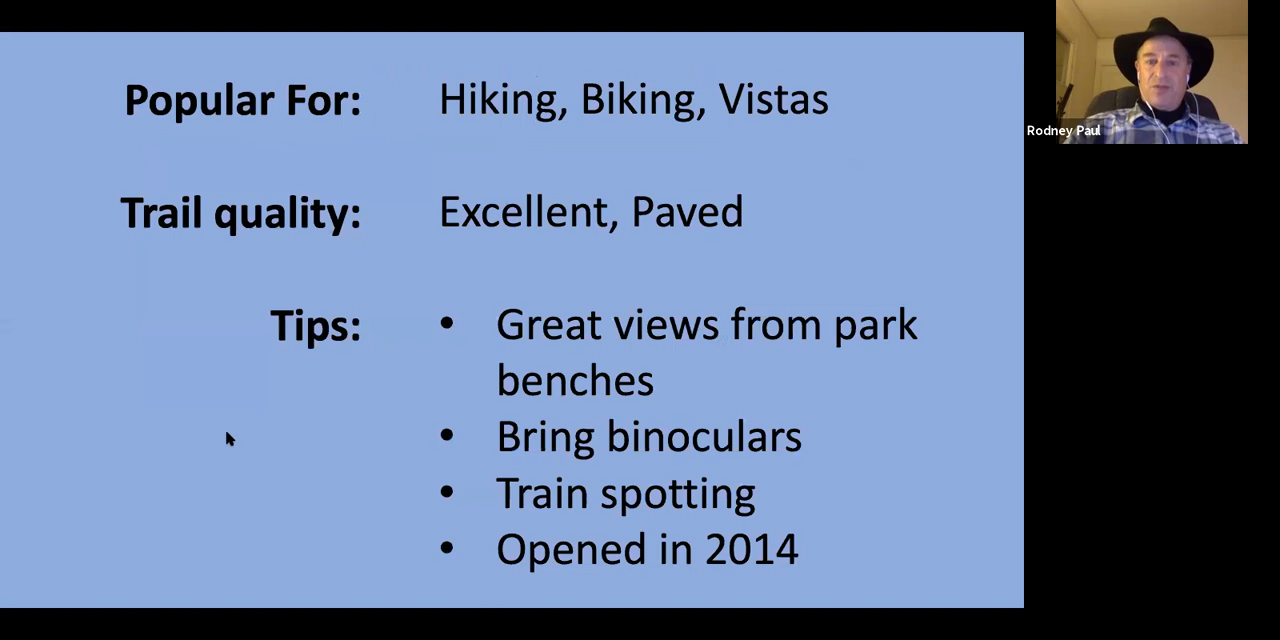 Popular For: Hiking, Biking, Vistas
Trail quality: Excellent, Paved
Tips: • Great views from park
benches
• Bring binoculars
• Train spotting
• Opened in 2014
Rodney Paul